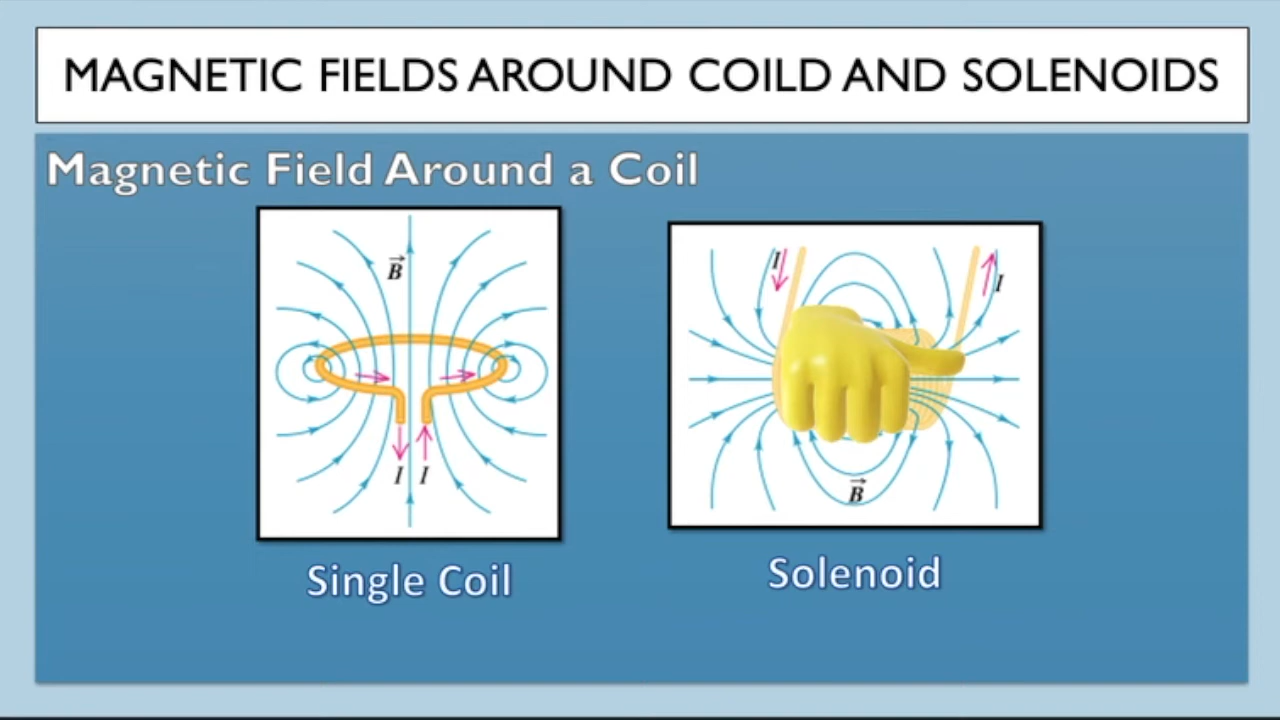 MAGNETIC FIELDS AROUND COILD AND SOLENOIDS
Magnetic Field Around a Coil
B
I I
Single Coil
I
I
B
Solenoid